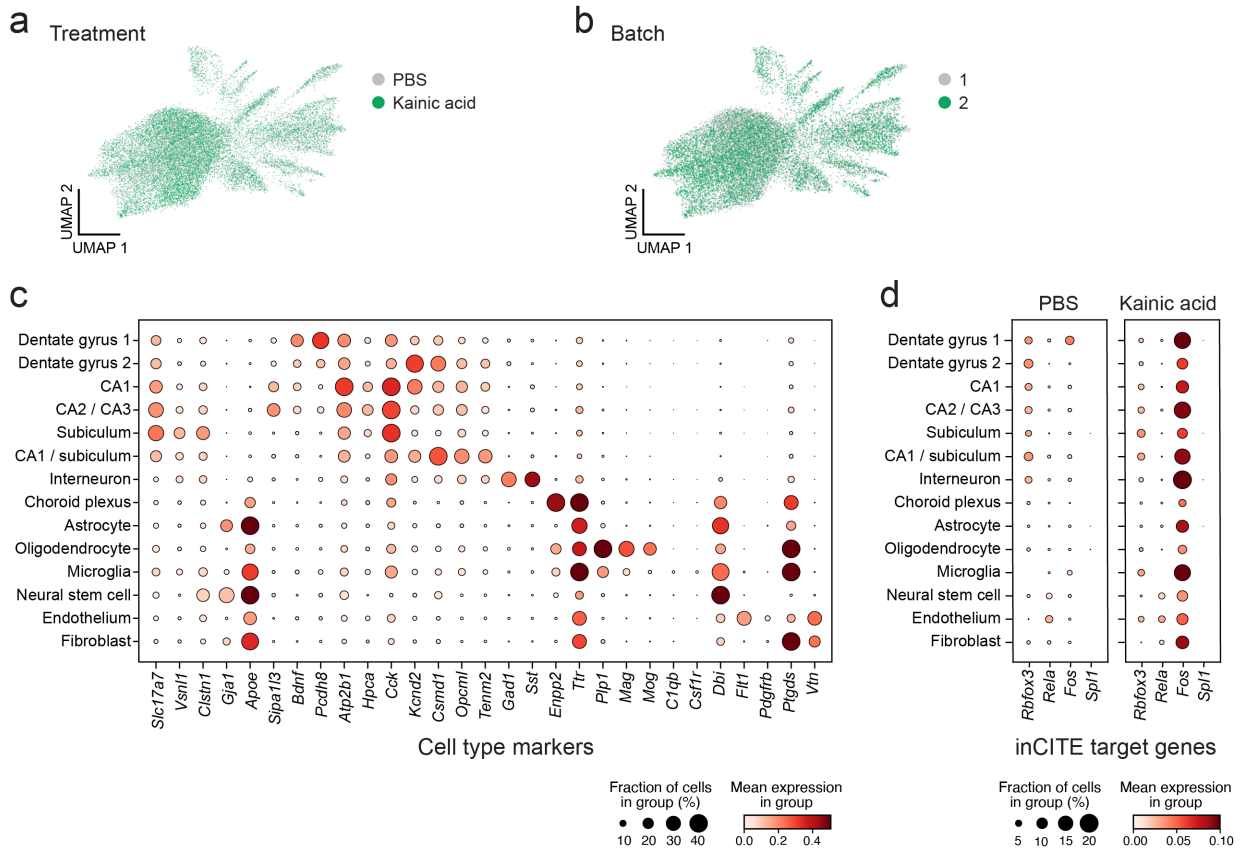 a
Treatment
PBS
Kainic acid
UMAP 2
UMAP 1
b
Batch
1
2
UMAP 2
UMAP 1
c
Dentate gyrus 1
Dentate gyrus 2
CA1
CA2 / CA3
Subiculum
CA1 / subiculum
Interneuron
Choroid plexus
Astrocyte
Oligodendrocyte
Microglia
Neural stem cell
Endothelium
Fibroblast
Slc17a7
Vsnl1
Clstn1
Gja1
Apoe
Sipa1l3
Bdnf
Pcdh8
Atp2b1
Hpca
Cck
Kcnd2
Csmd1
Opcml
Tenm2
Gad1
Sst
Enpp2
Ttr
Plp1
Mag
Mog
C1qb
Csf1r
Dbi
Flt1
Pdgfrb
Ptgds
Vtn
Cell type markers
Fraction of cells
in group (%)
10 20 30 40
Mean expression
in group
0.0 0.2 0.4
d
PBS
Kainic acid
Dentate gyrus 1
Dentate gyrus 2
CA1
CA2 / CA3
Subiculum
CA1 / subiculum
Interneuron
Choroid plexus
Astrocyte
Oligodendrocyte
Microglia
Neural stem cell
Endothelium
Fibroblast
Rbfox3
Rela
Fos
Spl1
Rbfox3
Rela
Fos
Spl1
inCITE target genes
Fraction of cells
in group (%)
5 10 15 20
Mean expression
in group
0.00 0.05 0.10